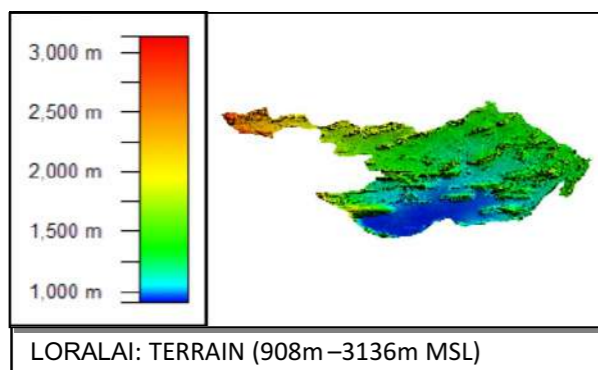 3,000 m
2,500 m
2,000 m
1,500 m
1,000 m
LORALAI: TERRAIN (908m –3136m MSL)